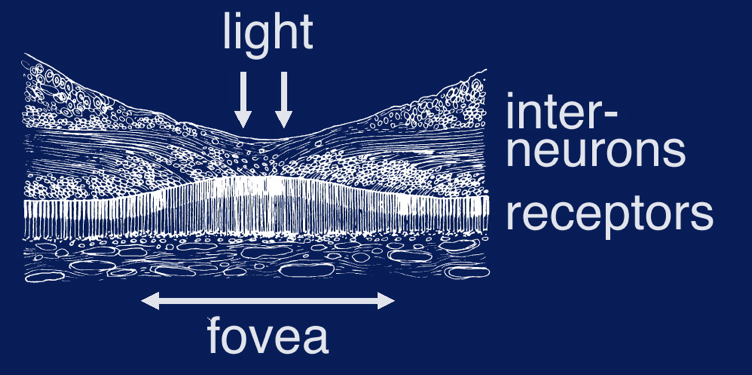 light
inter-
neurons
receptors
fovea